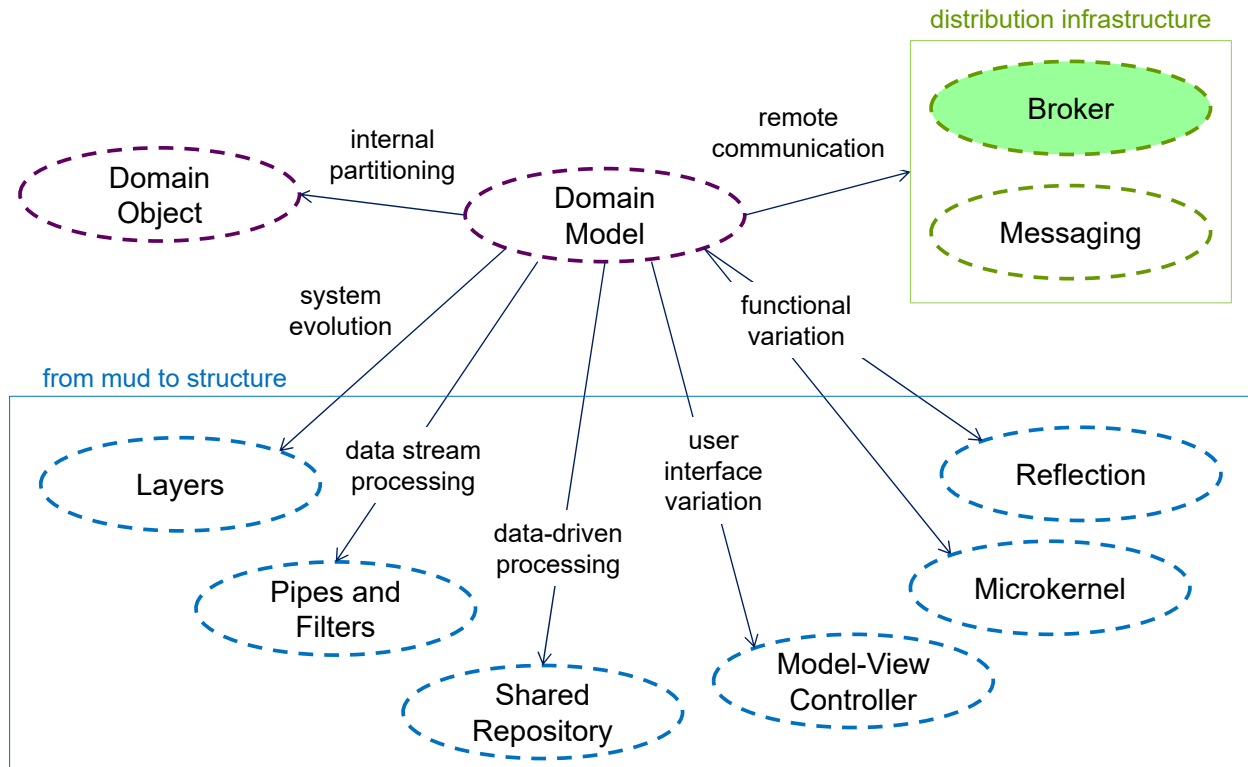 distribution infrastructure
Broker
remote
communication
internal
partitioning
Domain
Object
Domain
Model
Messaging
system
evolution
functional
variation
from mud to structure
data stream
processing
user
interface
variation
Layers
Reflection
data-driven
processing
Pipes and
Filters
Microkernel
Model-View
Controller
Shared
Repository